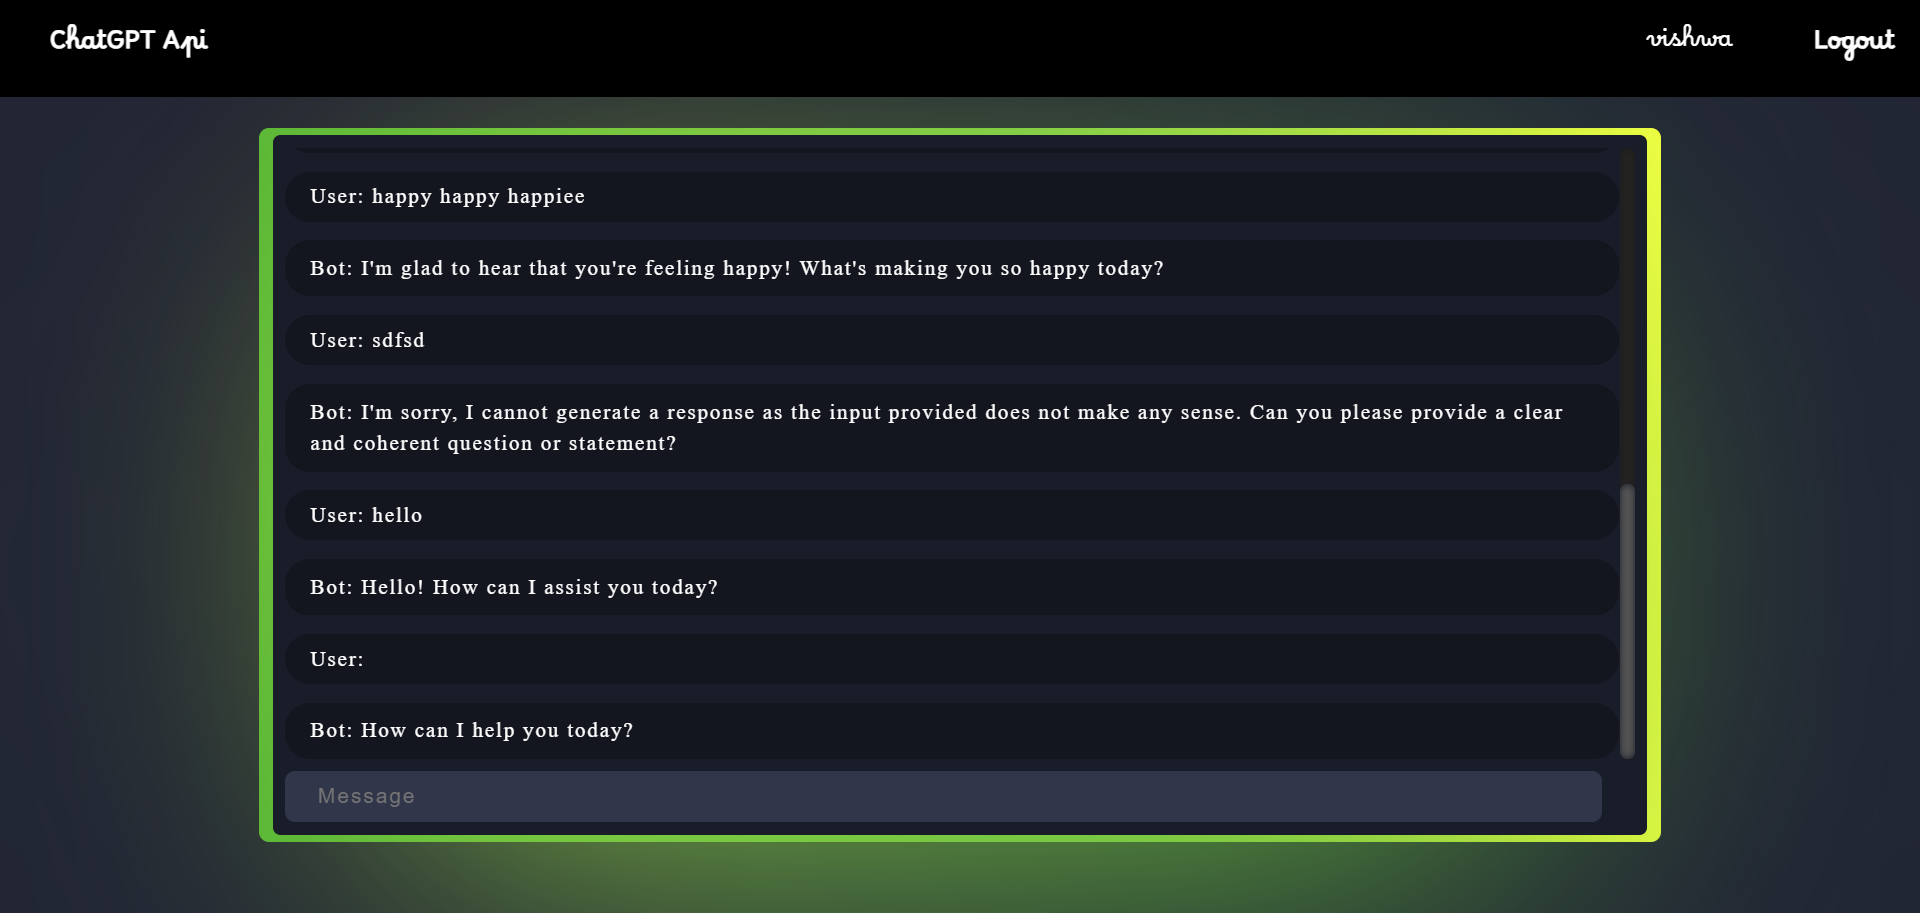 ChatGPT Api
vishwa
Logout
User: happy happy happiee
Bot: I'm glad to hear that you're feeling happy! What's making you so happy today?
User: sdfsd
Bot: I'm sorry, I cannot generate a response as the input provided does not make any sense. Can you please provide a clear
and coherent question or statement?
User: hello
Bot: Hello! How can I assist you today?
User:
Bot: How can I help you today?
Message